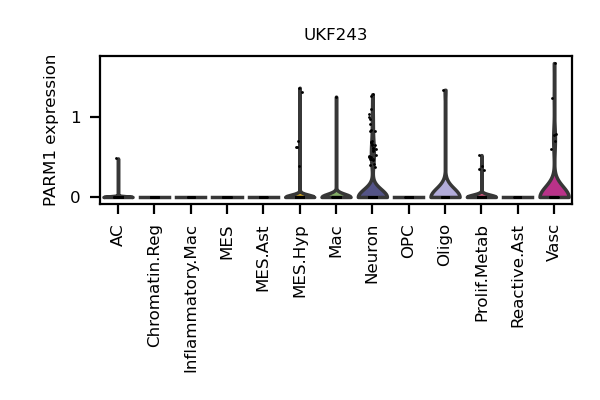 UKF243
PARM1 expression
1
0
AC
Chromatin.Reg
Inflammatory.Mac
MES
MES.Ast
MES.Hyp
Mac
Neuron
OPC
Oligo
Prolif.Metab
Reactive.Ast
Vasc